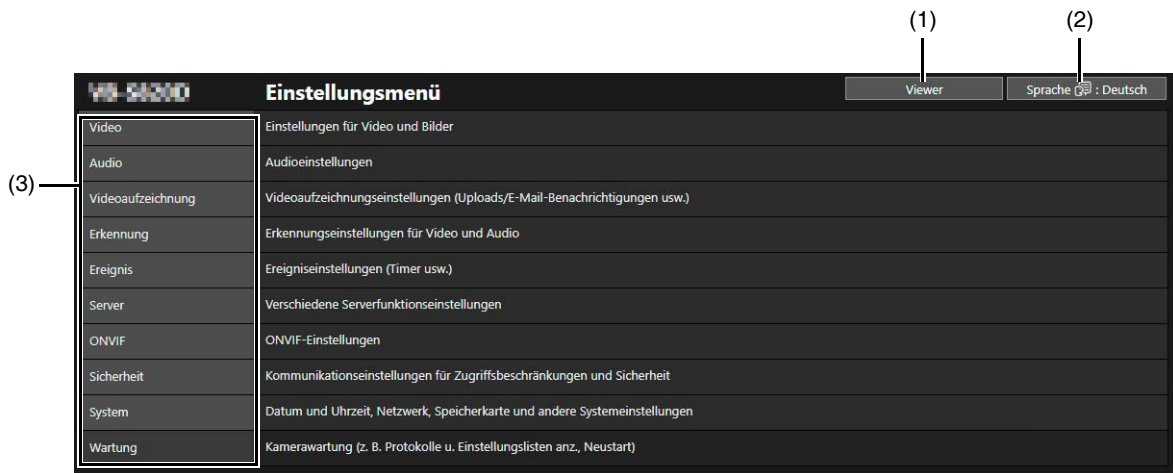 (1) (2)
Einstellungsmenü Viewer Sprache : Deutsch
Video Einstellungen für Video und Bilder
Audio Audioeinstellungen
(3)
Videoaufzeichnung Videoaufzeichnungseinstellungen (Uploads/E-Mail-Benachrichtigungen usw.)
Erkennung Erkennungseinstellungen für Video und Audio
Ereignis Ereigniseinstellungen (Timer usw.)
Server Verschiedene Serverfunktionseinstellungen
ONVIF ONVIF-Einstellungen
Sicherheit Kommunikationseinstellungen für Zugriffsbeschränkungen und Sicherheit
System Datum und Uhrzeit, Netzwerk, Speicherkarte und andere Systemeinstellungen
Wartung Kamerawartung (z. B. Protokolle u. Einstellungslisten anz., Neustart)